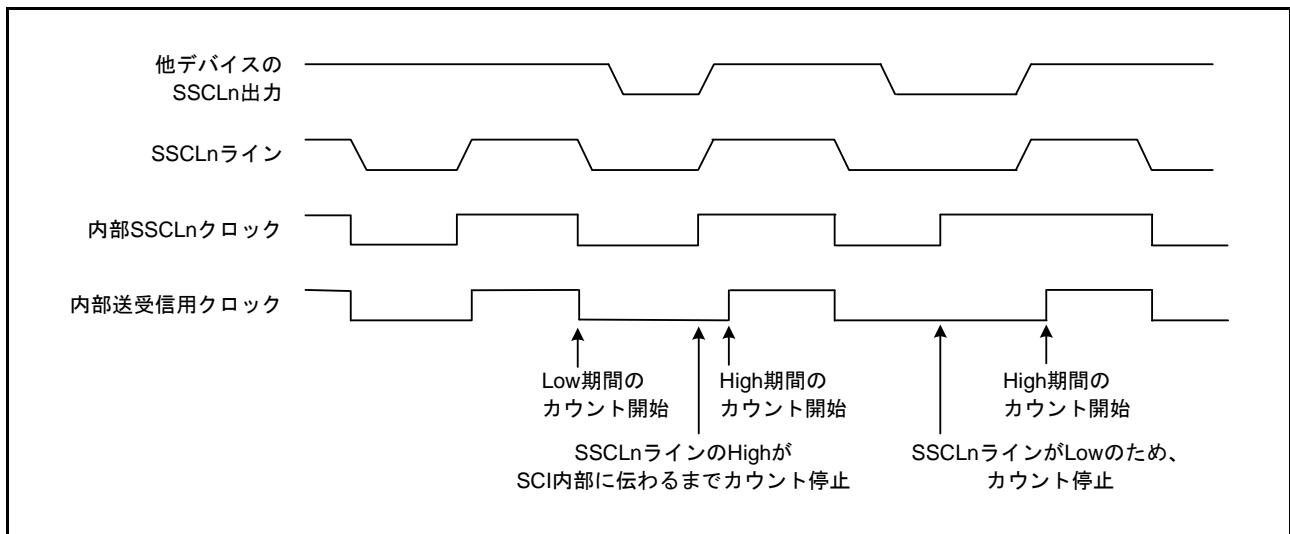 他デバイスの
SSCLn出力
SSCLnライン
内部SSCLnクロック
内部送受信用クロック
Low期間の
カウント開始
High期間の
カウント開始
High期間の
カウント開始
SSCLnラインのHighが
SCI内部に伝わるまでカウント停止
SSCLnラインがLowのため、
カウント停止